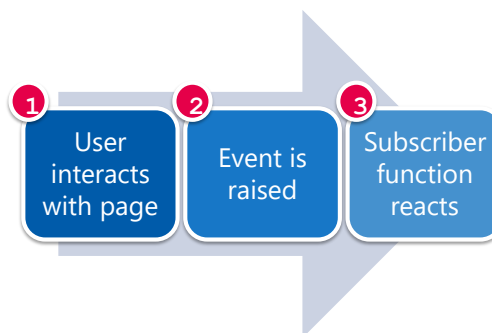 1
User
interacts
with page
2
Event is
raised
3
Subscriber
function
reacts